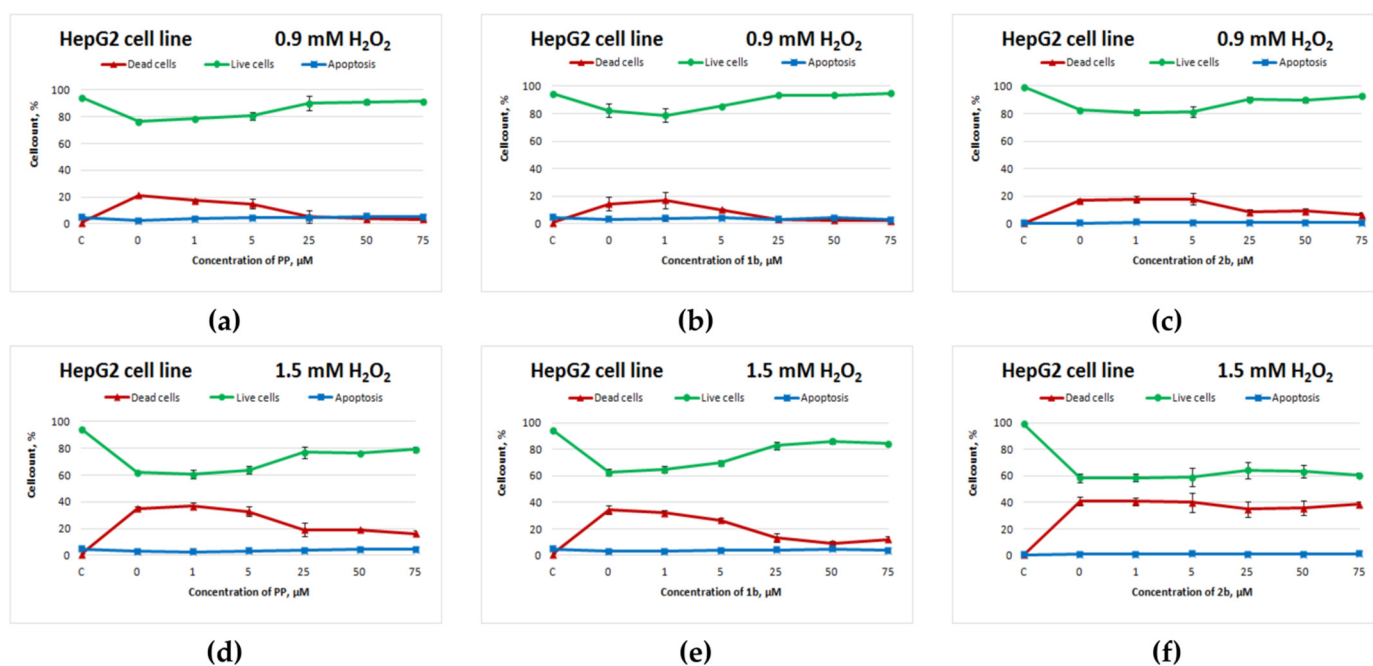 HepG2 cell line 0.9 mM H₂O₂
Dead cells Live cells Apoptosis
Cellcount, %
100
80
60
40
20
0
C 0 1 5 25 50 75
Concentration of PP, µM
(a)
HepG2 cell line 0.9 mM H₂O₂
Dead cells Live cells Apoptosis
Cellcount, %
100
80
60
40
20
0
C 0 1 5 25 50 75
Concentration of 1b, µM
(b)
HepG2 cell line 0.9 mM H₂O₂
Dead cells Live cells Apoptosis
Cellcount, %
100
80
60
40
20
0
C 0 1 5 25 50 75
Concentration of 2b, µM
(c)
HepG2 cell line 1.5 mM H₂O₂
Dead cells Live cells Apoptosis
Cellcount, %
100
80
60
40
20
0
C 0 1 5 25 50 75
Concentration of PP, µM
(d)
HepG2 cell line 1.5 mM H₂O₂
Dead cells Live cells Apoptosis
Cellcount, %
100
80
60
40
20
0
C 0 1 5 25 50 75
Concentration of 1b, µM
(e)
HepG2 cell line 1.5 mM H₂O₂
Dead cells Live cells Apoptosis
Cellcount, %
100
80
60
40
20
0
C 0 1 5 25 50 75
Concentration of 2b, µM
(f)